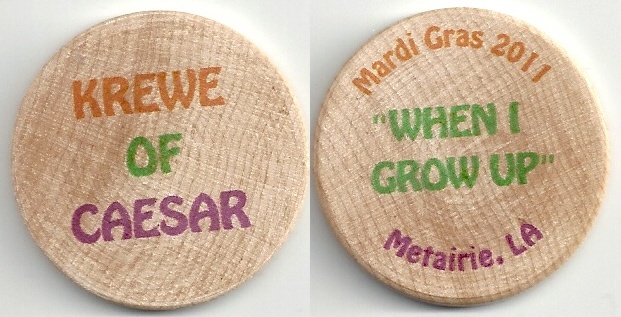 KREWE
OF
CAESAR
Mardi Gras 2011
"WHEN I
GROW UP"
Metairie, LA